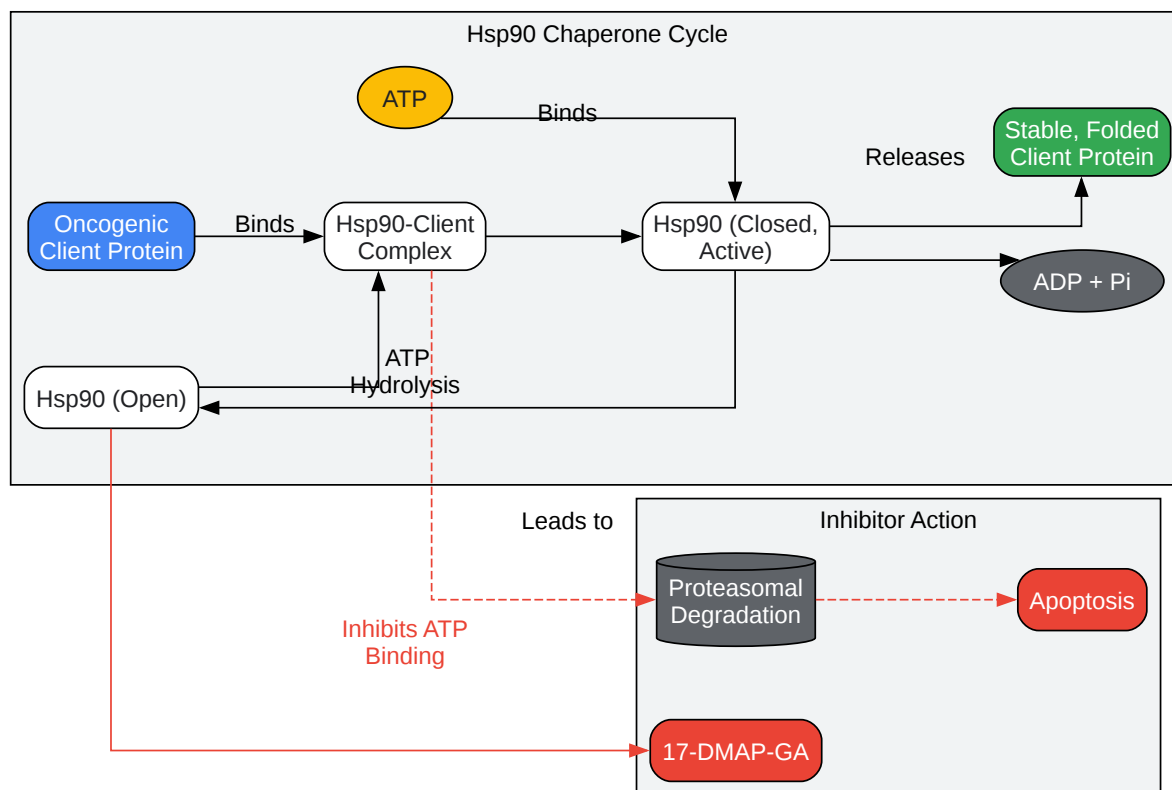 Hsp90 Chaperone Cycle
ATP
Binds
Stable, Folded
Client Protein
Releases
Oncogenic
Client Protein
Binds
Hsp90-Client
Complex
Hsp90 (Closed,
Active)
ADP + Pi
ATP
Hydrolysis
Hsp90 (Open)
Leads to
Inhibitor Action
Proteasomal
Degradation
Apoptosis
Inhibits ATP
Binding
17-DMAP-GA